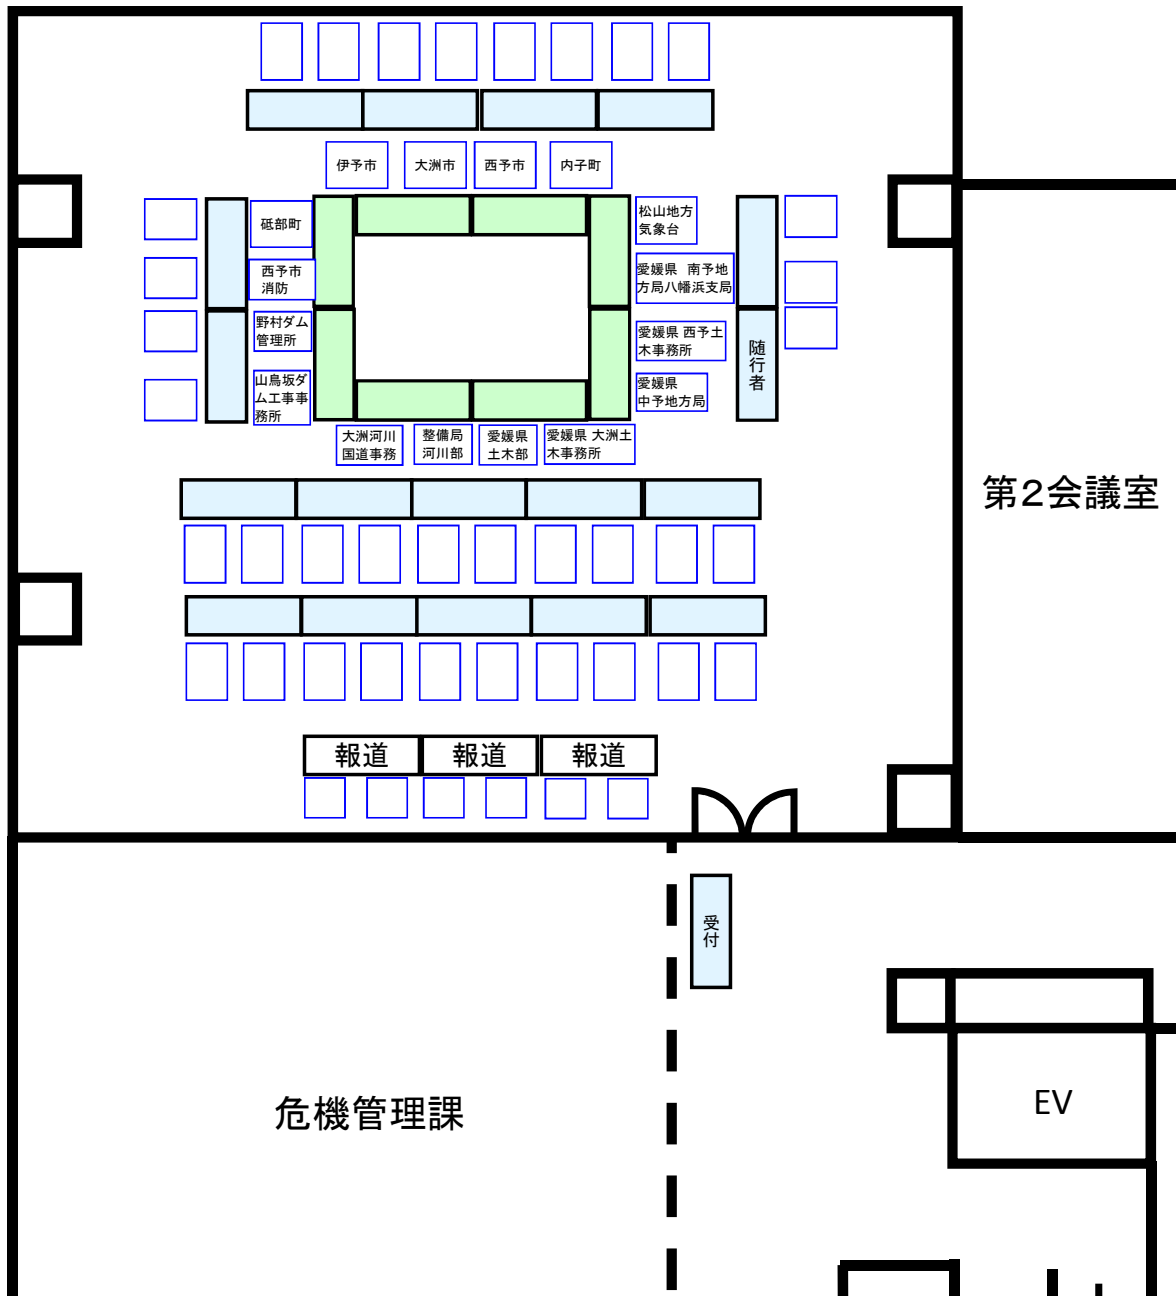 伊予市
大洲市
西予市
内子町
砥部町
西予市
消防
野村ダム
管理所
山鳥坂ダ
ム工事事
務所
松山地方
気象台
愛媛県 南予地
方局八幡浜支局
愛媛県 西予土
木事務所
愛媛県
中予地方局
随行者
大洲河川
国道事務
整備局
河川部
愛媛県
土木部
愛媛県 大洲土
木事務所
第2会議室
報道
報道
報道
受付
危機管理課
EV